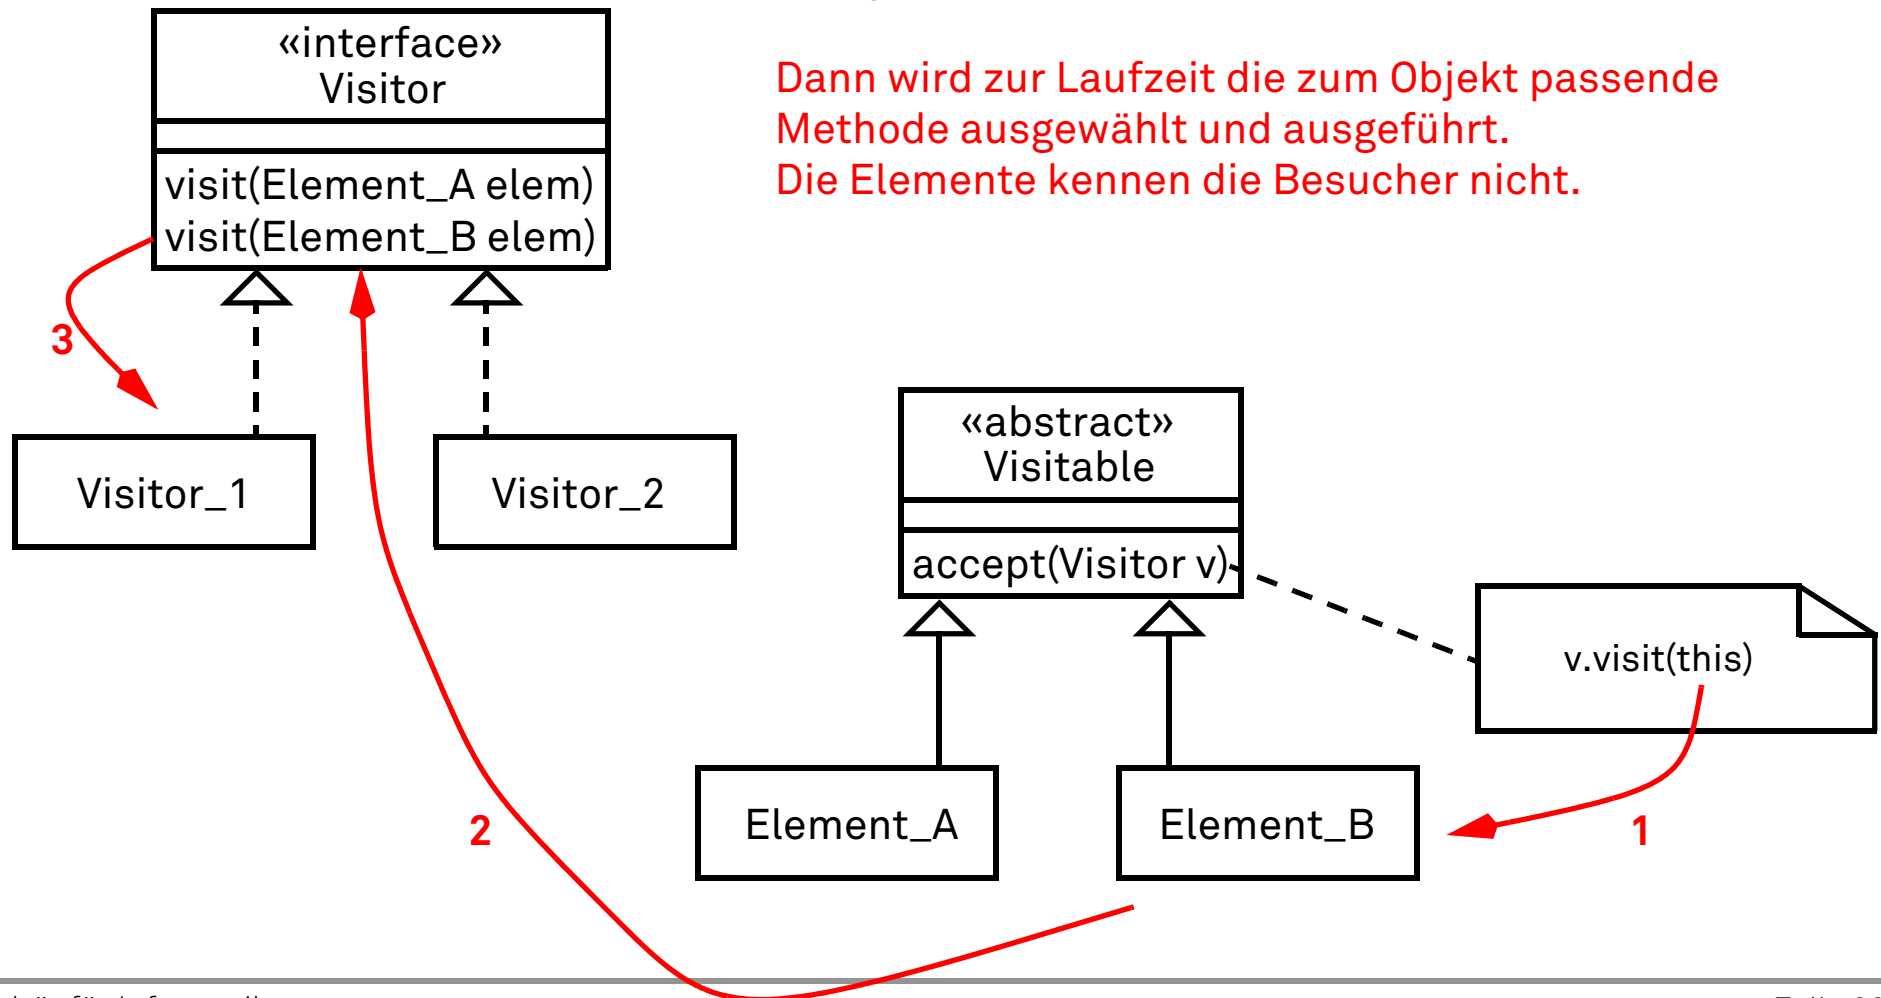 «interface»
Visitor
visit(Element_A elem)
visit(Element_B elem)
Dann wird zur Laufzeit die zum Objekt passende
Methode ausgewählt und ausgeführt.
Die Elemente kennen die Besucher nicht.
3
Visitor_1
Visitor_2
«abstract»
Visitable
accept(Visitor v)
v.visit(this)
2
Element_A
Element_B
1